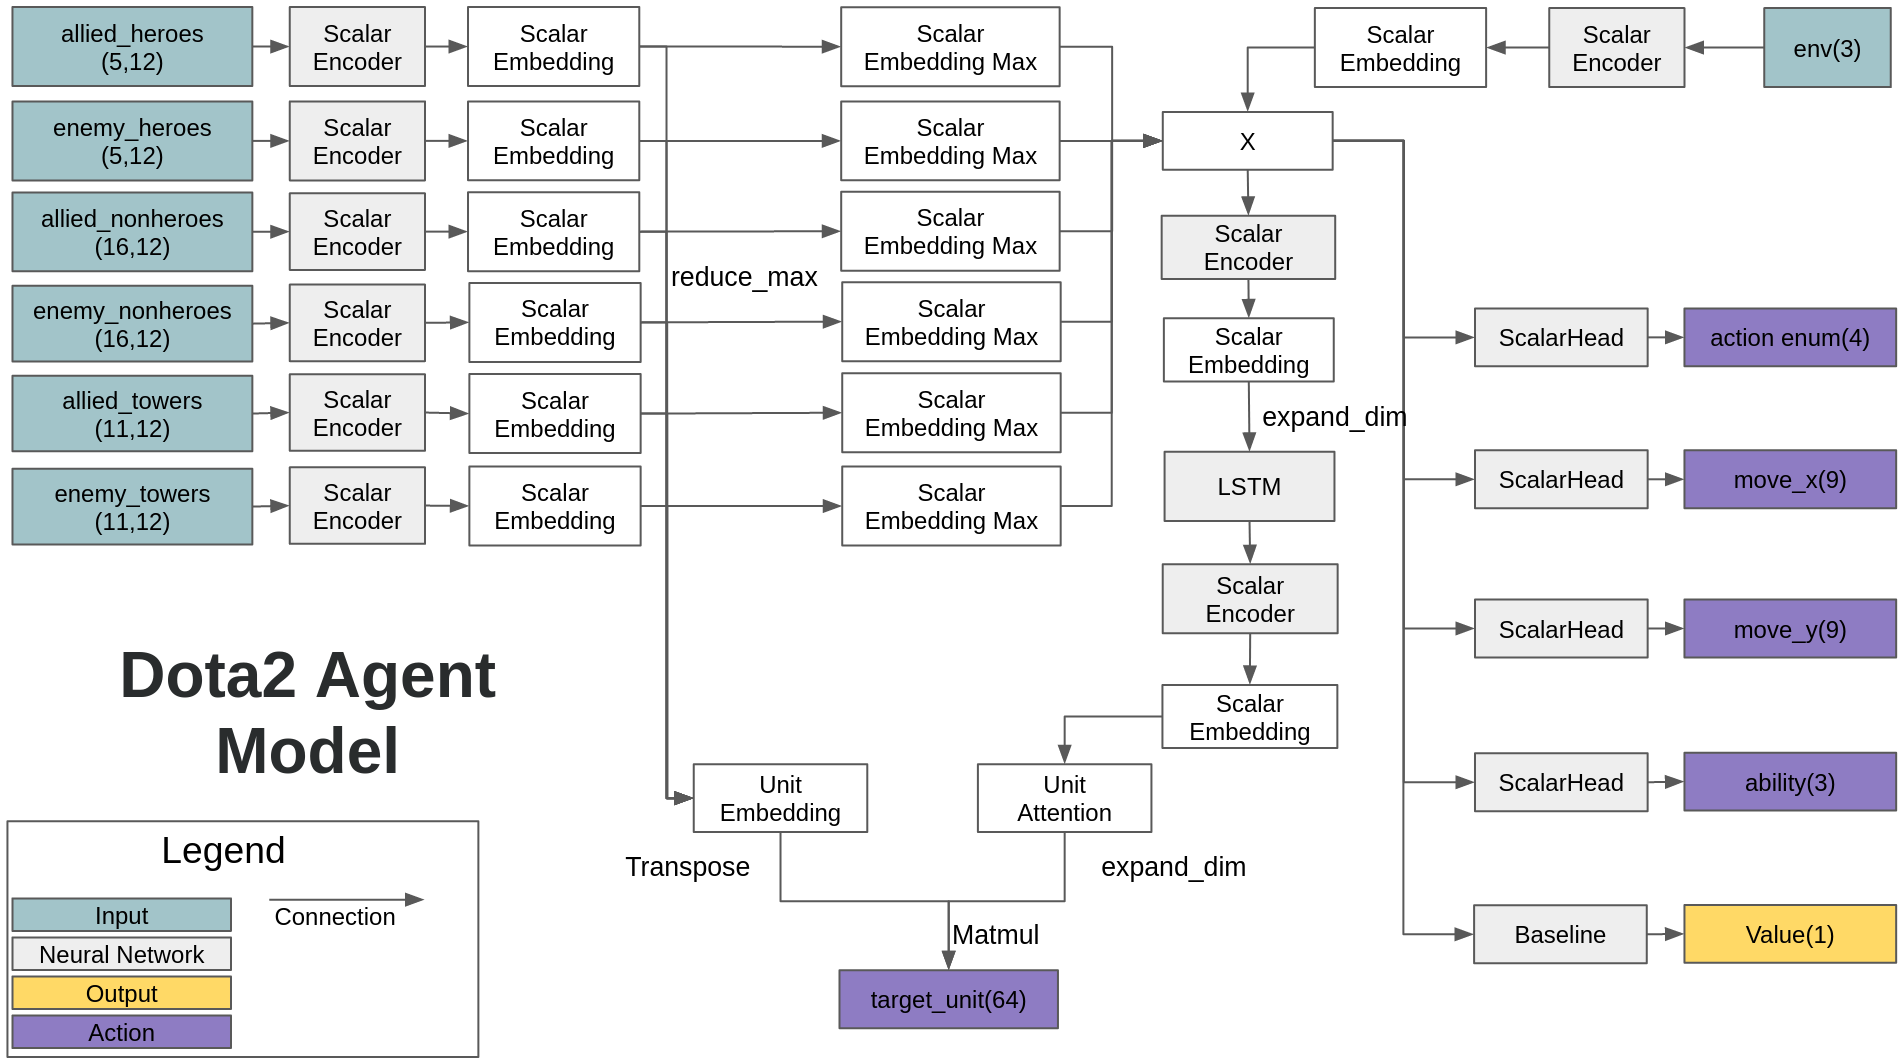 allied_heroes
(5,12)
Scalar
Encoder
Scalar
Embedding
Scalar
Embedding Max
Scalar
Embedding
Scalar
Encoder
env(3)
enemy_heroes
(5,12)
Scalar
Encoder
Scalar
Embedding
Scalar
Embedding Max
X
allied_nonheroes
(16,12)
Scalar
Encoder
Scalar
Embedding
Scalar
Embedding Max
Scalar
Encoder
reduce_max
enemy_nonheroes
(16,12)
Scalar
Encoder
Scalar
Embedding
Scalar
Embedding Max
Scalar
Embedding
ScalarHead
action enum(4)
allied_towers
(11,12)
Scalar
Encoder
Scalar
Embedding
Scalar
Embedding Max
expand_dim
enemy_towers
(11,12)
Scalar
Encoder
Scalar
Embedding
Scalar
Embedding Max
LSTM
ScalarHead
move_x(9)
Scalar
Encoder
ScalarHead
move_y(9)
Dota2 Agent
Model
Scalar
Embedding
Unit
Embedding
Unit
Attention
ScalarHead
ability(3)
Transpose
expand_dim
Matmul
Baseline
Value(1)
target_unit(64)
Legend
Input
Connection
Neural Network
Output
Action